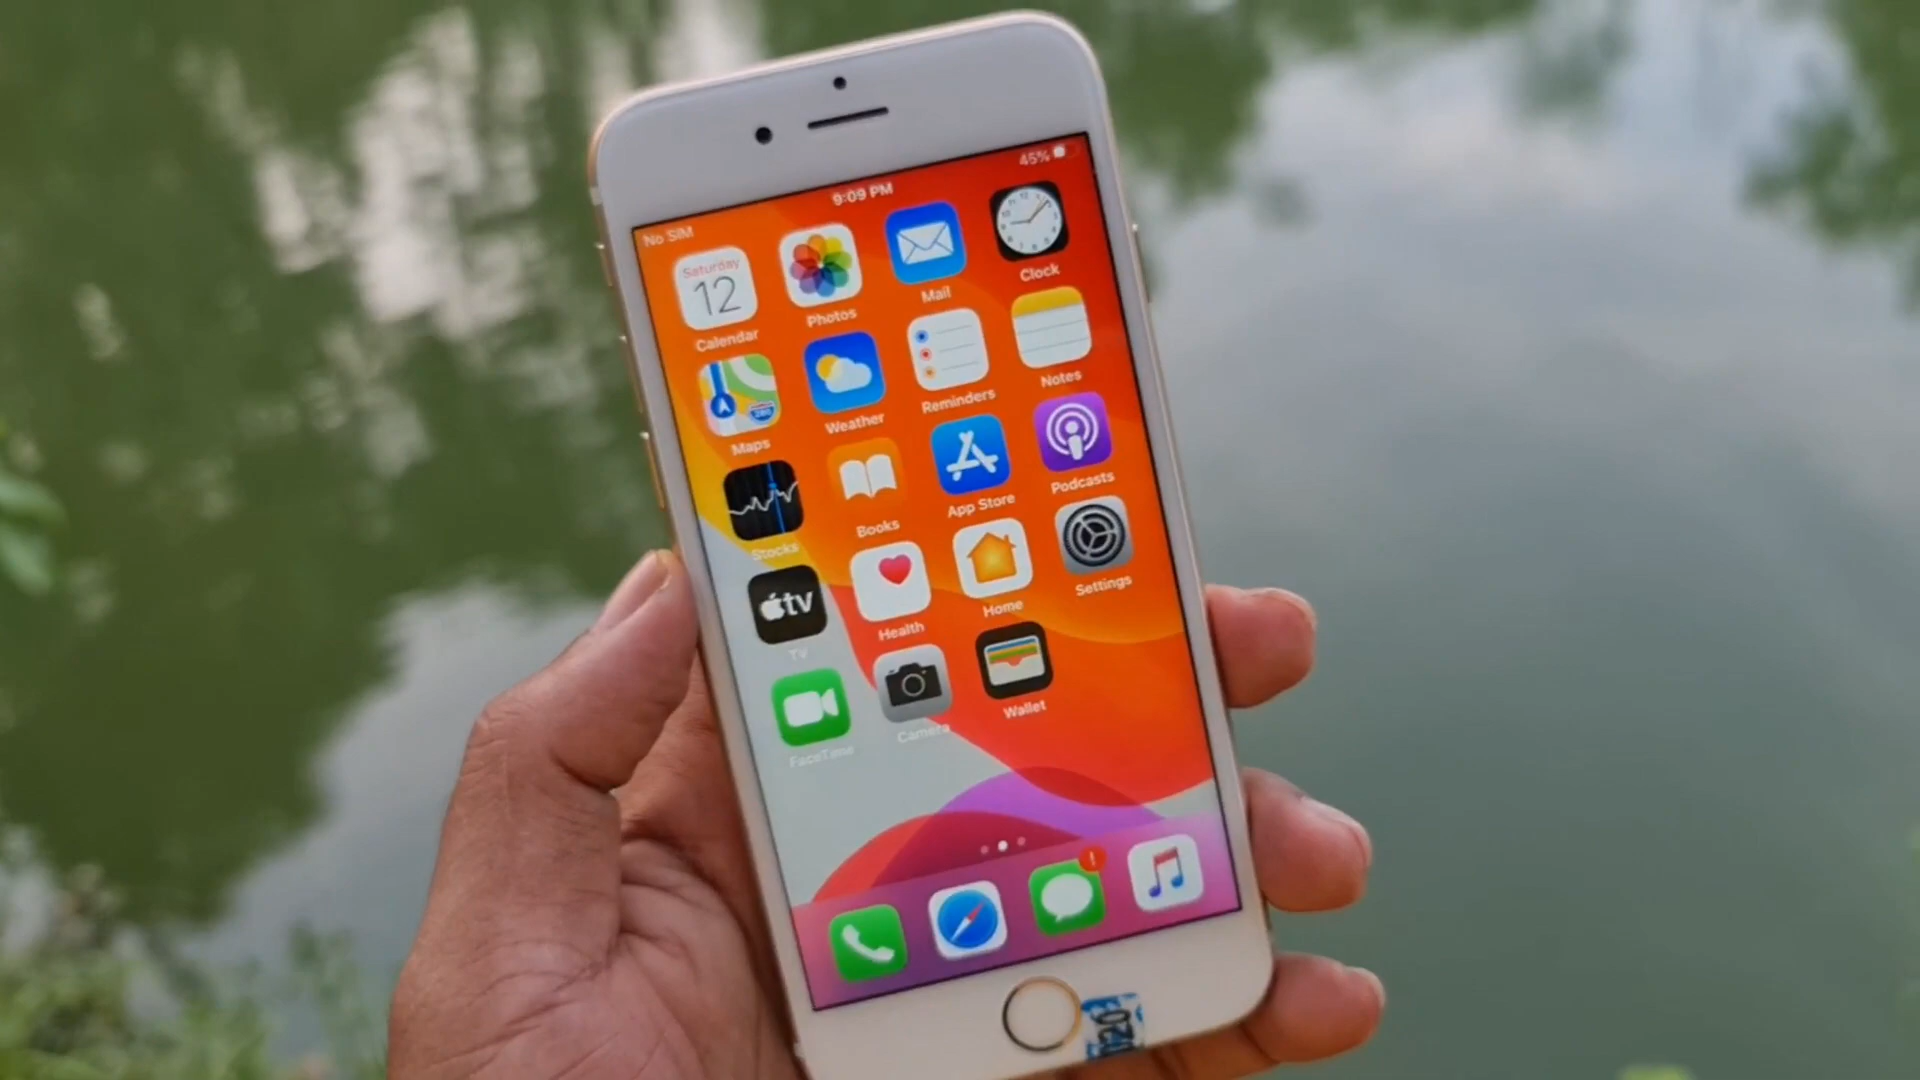 45%
9:09 PM
No SIM
Saturday
12
Calendar
Photos
Mail
Clock
Maps
Weather
Reminders
Notes
280
Stocks
Books
App Store
Podcasts
tv
TV
Health
Home
Settings
FaceTime
Camera
Wallet
!